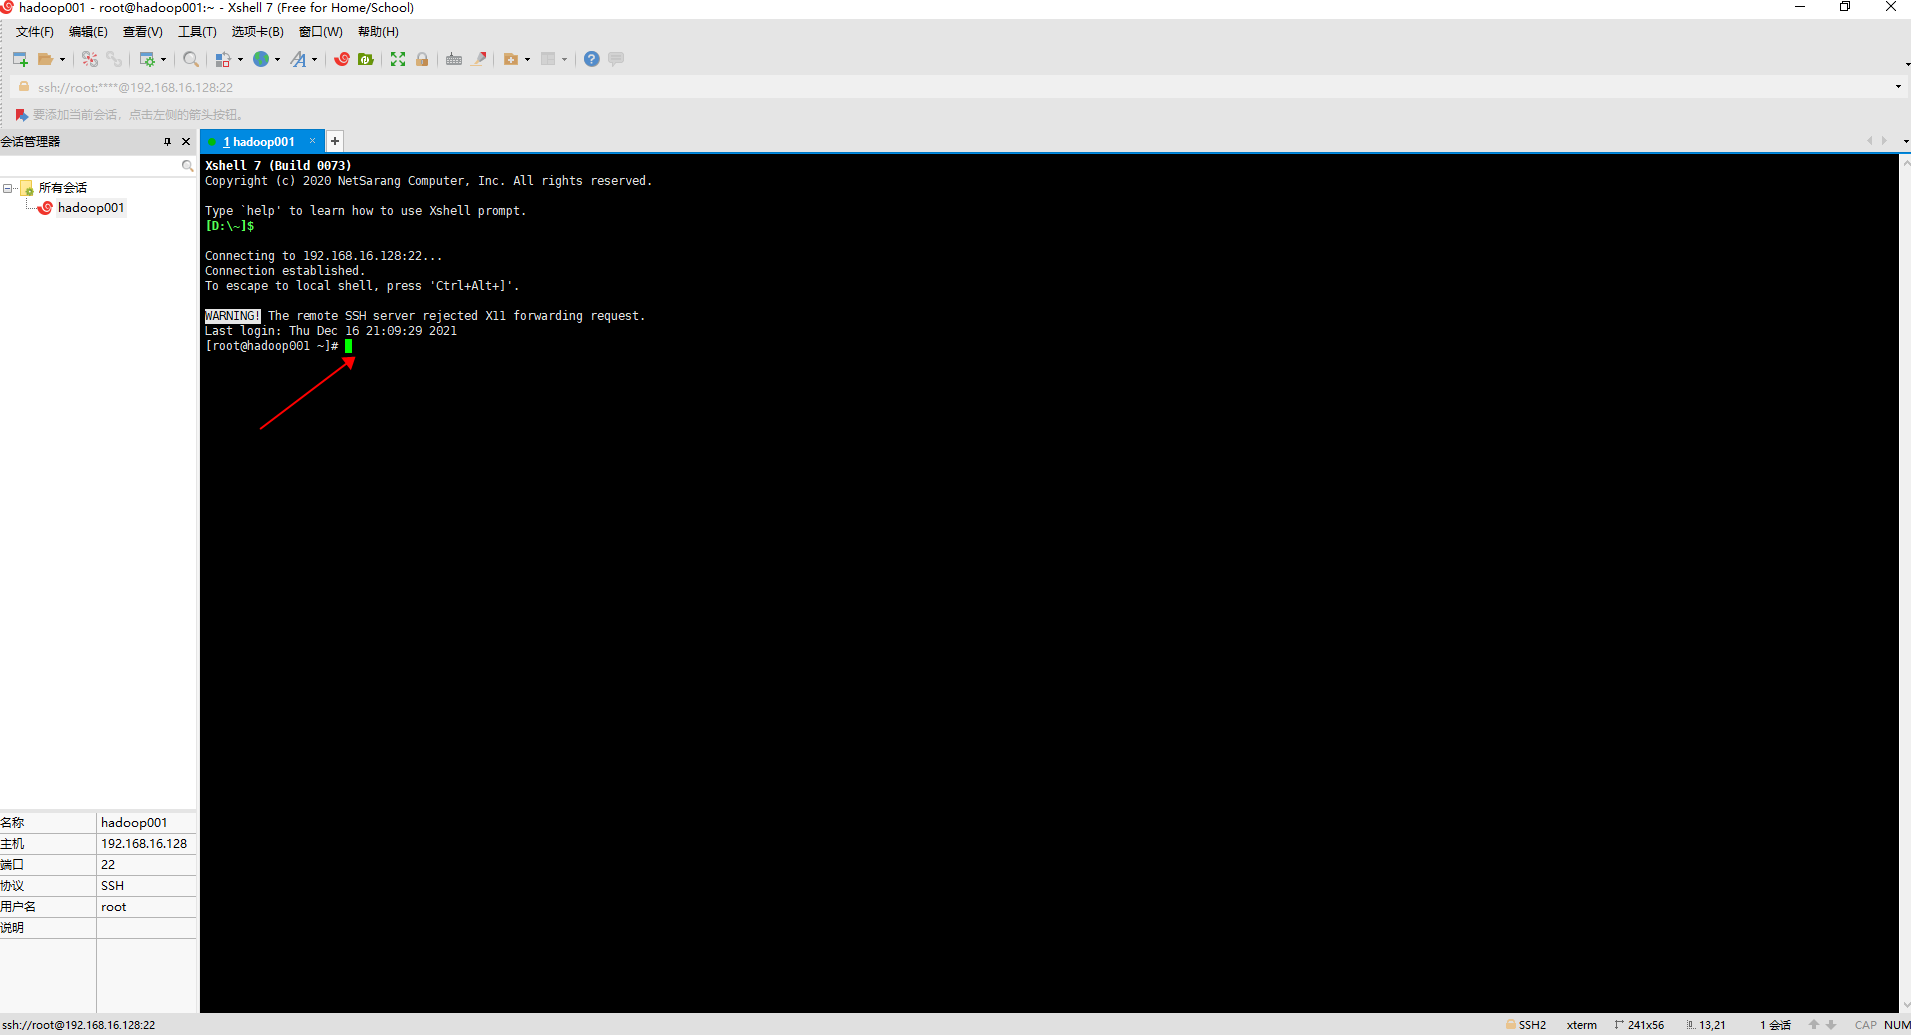 hadoop001 - root@hadoop001:~ - Xshell 7 (Free for Home/School)
文件(F) 编辑(E) 查看(V) 工具(T) 选项卡(B) 窗口(W) 帮助(H)
ssh://root:****@192.168.16.128:22
要添加当前会话，点击左侧的箭头按钮。
会话管理器
1 hadoop001
所有会话
hadoop001
Xshell 7 (Build 0073)
Copyright (c) 2020 NetSarang Computer, Inc. All rights reserved.
Type `help' to learn how to use Xshell prompt.
[D:\~]$
Connecting to 192.168.16.128:22...
Connection established.
To escape to local shell, press 'Ctrl+Alt+]'.
WARNING! The remote SSH server rejected X11 forwarding request.
Last login: Thu Dec 16 21:09:29 2021
[root@hadoop001 ~]#
名称 hadoop001
主机 192.168.16.128
端口 22
协议 SSH
用户名 root
说明
ssh://root@192.168.16.128:22 SSH2 xterm 241x56 13,21 1 会话 CAP NUM